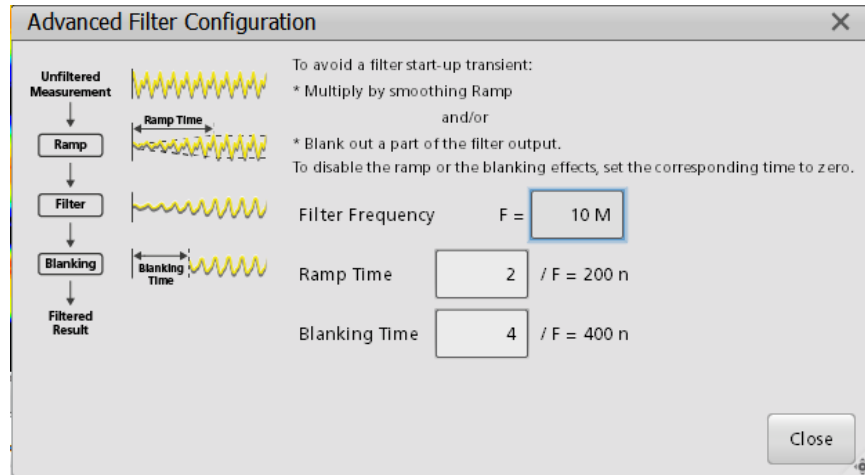 Advanced Filter Configuration
Unfiltered
Measurement
Ramp
Filter
Blanking
Filtered
Result
Ramp Time
Blanking
Time
To avoid a filter start-up transient:
* Multiply by smoothing Ramp
and/or
* Blank out a part of the filter output.
To disable the ramp or the blanking effects, set the corresponding time to zero.
Filter Frequency F = 10 M
Ramp Time 2 / F = 200 n
Blanking Time 4 / F = 400 n
Close